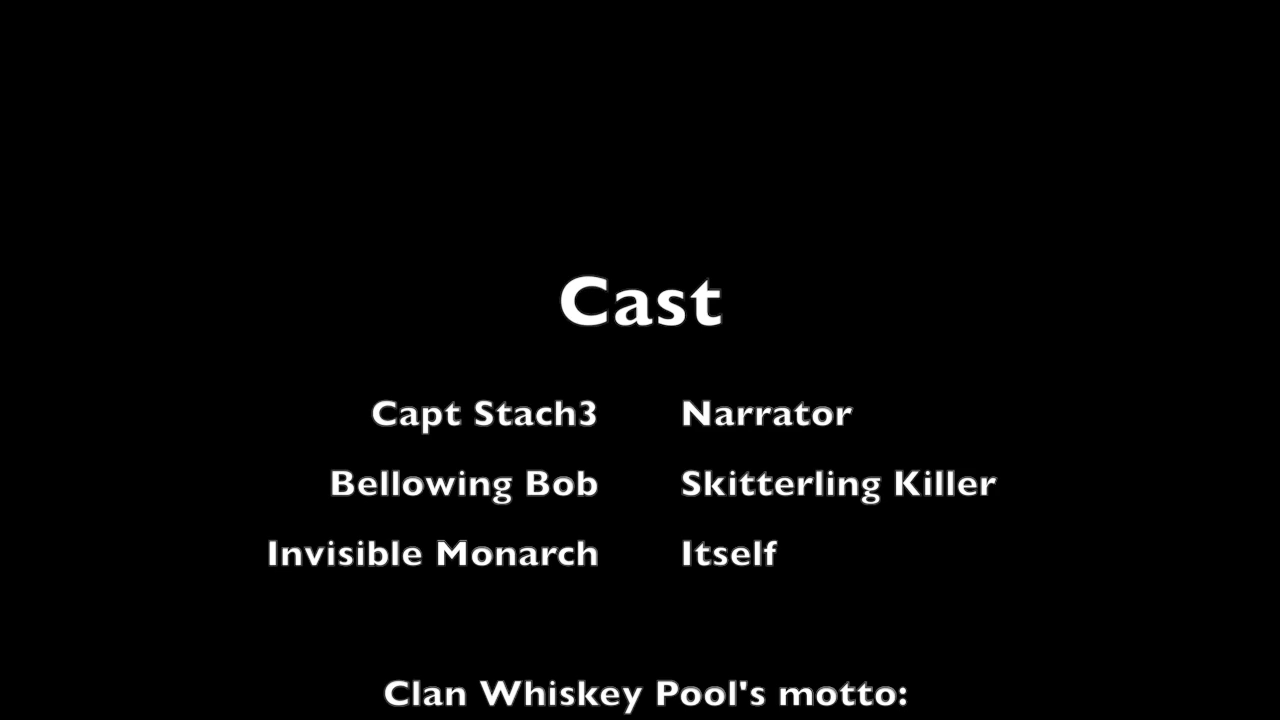 Cast
Capt Stach3 Narrator
Bellowing Bob Skitterling Killer
Invisible Monarch Itself
Clan Whiskey Pool's motto: